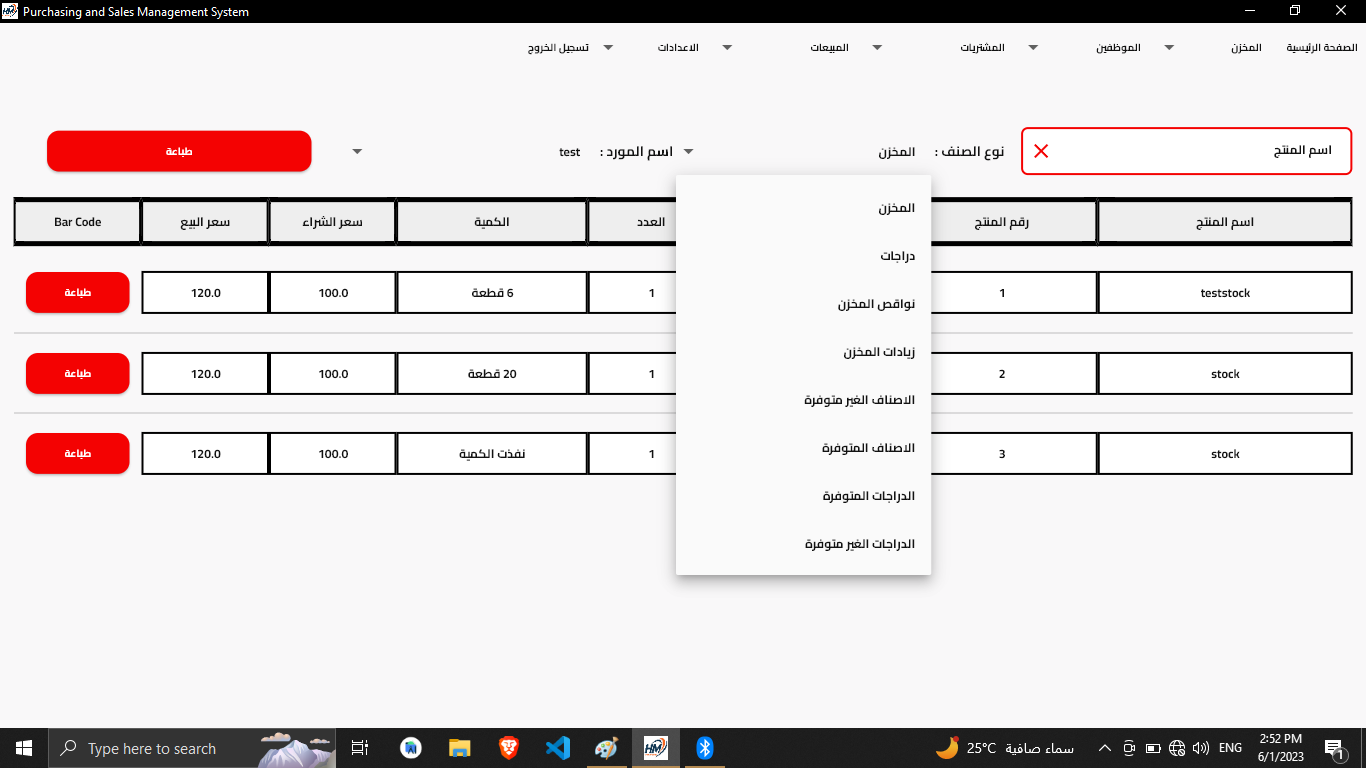 HM Purchasing and Sales Management System
الصفحة الرئيسية المخزن الموظفين المشتريات المبيعات الاعدادات تسجيل الخروج
اسم المنتج نوع الصنف : المخزن اسم المورد : test طباعة
اسم المنتج رقم المنتج العدد الكمية سعر الشراء سعر البيع Bar Code
teststock 1 1 6 قطعة 100.0 120.0 طباعة
stock 2 1 20 قطعة 100.0 120.0 طباعة
stock 3 1 نفذت الكمية 100.0 120.0 طباعة
المخزن
دراجات
نواقص المخزن
زيادات المخزن
الاصناف الغير متوفرة
الاصناف المتوفرة
الدراجات المتوفرة
الدراجات الغير متوفرة
Type here to search HM 25°C سماء صافية ENG 2:52 PM
6/1/2023 1